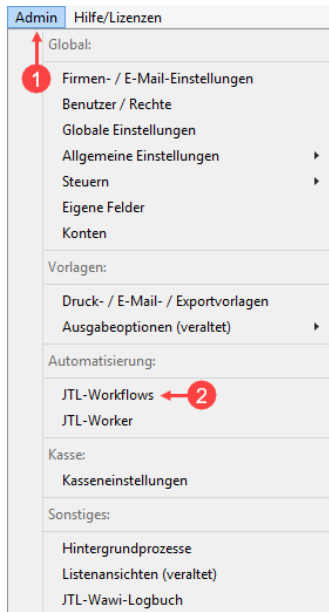 Admin Hilfe/Lizenzen
1
Global:
Firmen- / E-Mail-Einstellungen
Benutzer / Rechte
Globale Einstellungen
Allgemeine Einstellungen
Steuern
Eigene Felder
Konten
Vorlagen:
Druck- / E-Mail- / Exportvorlagen
Ausgabeoptionen (veraltet)
Automatisierung:
JTL-Workflows 2
JTL-Worker
Kasse:
Kasseneinstellungen
Sonstiges:
Hintergrundprozesse
Listenansichten (veraltet)
JTL-Wawi-Logbuch